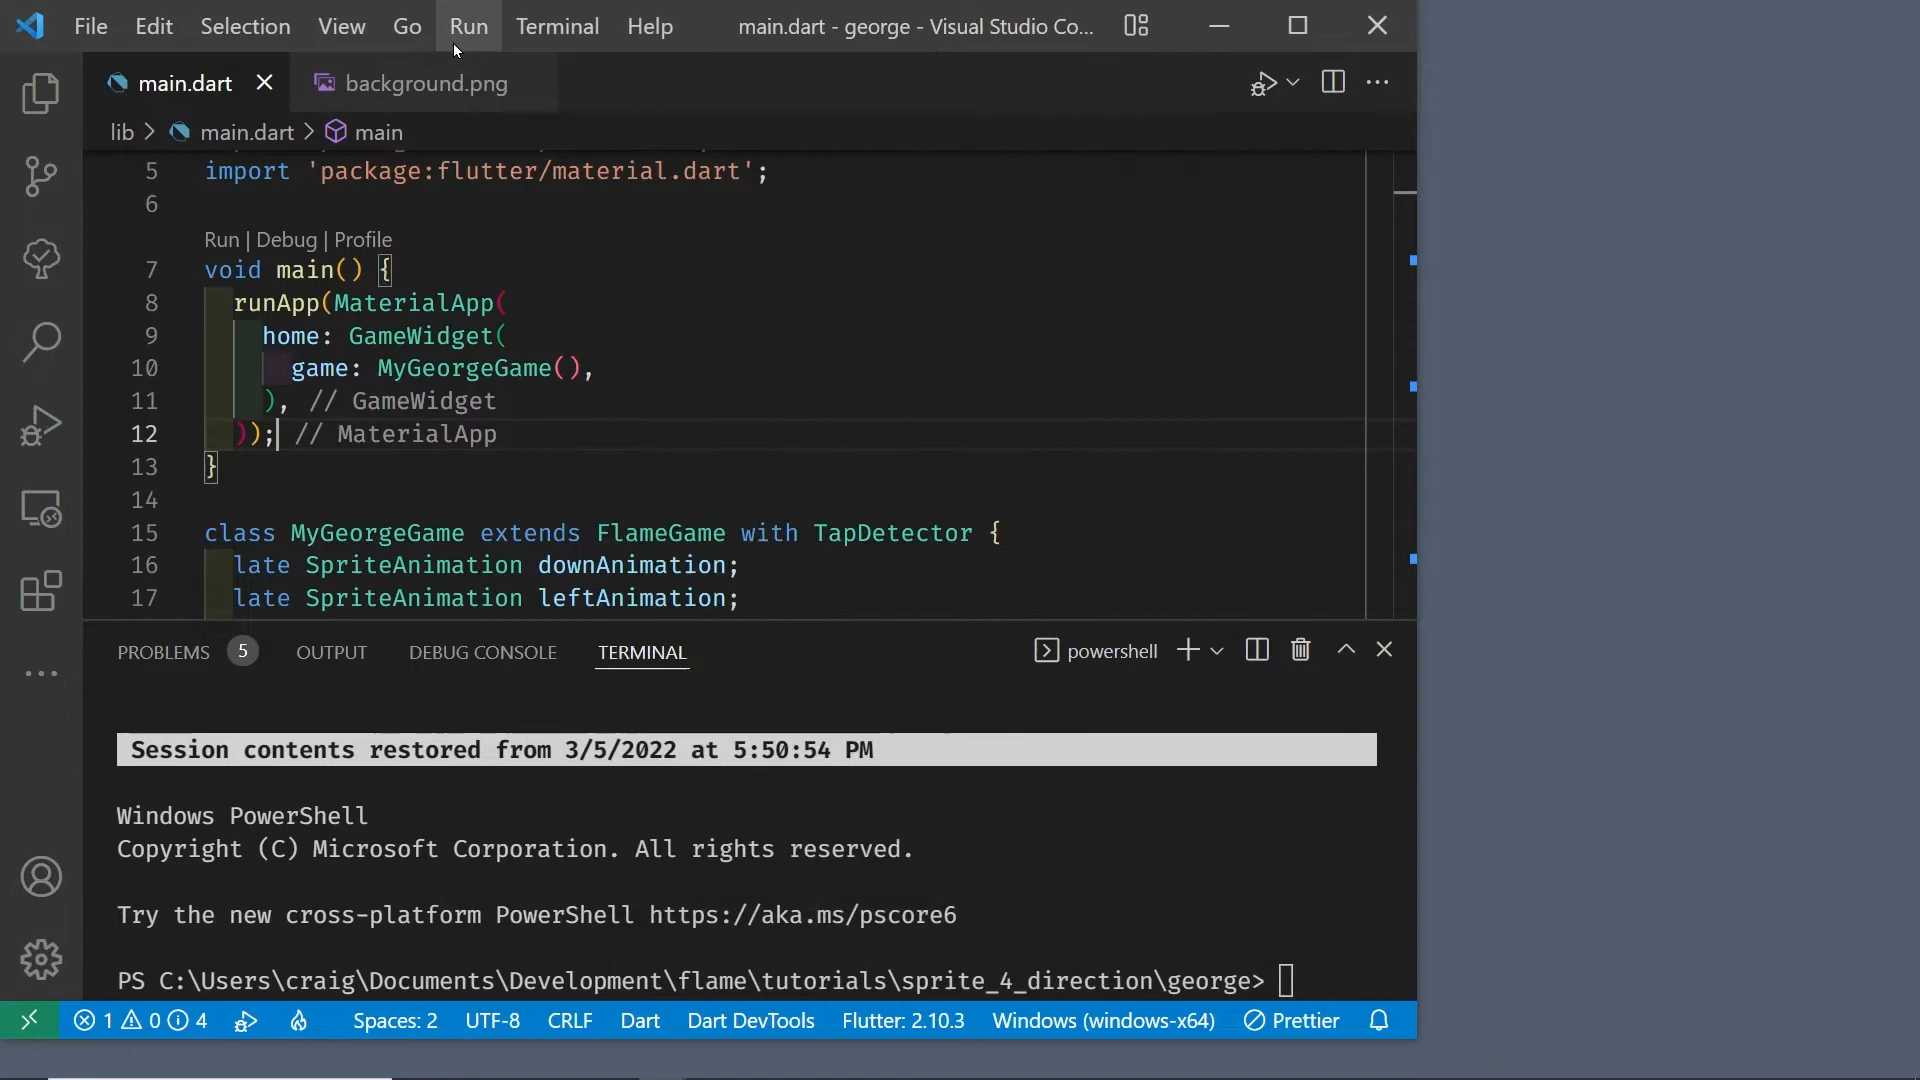 File Edit Selection View Go Run Terminal Help main.dart - george - Visual Studio Co...
main.dart background.png
lib > main.dart > main
5 import 'package:flutter/material.dart';
6
Run | Debug | Profile
7 void main() {
8 runApp(MaterialApp(
9 home: GameWidget(
10 game: MyGeorgeGame(),
11 ), // GameWidget
12 )); // MaterialApp
13 }
14
15 class MyGeorgeGame extends FlameGame with TapDetector {
16 late SpriteAnimation downAnimation;
17 late SpriteAnimation leftAnimation;
PROBLEMS 5 OUTPUT DEBUG CONSOLE TERMINAL powershell
Session contents restored from 3/5/2022 at 5:50:54 PM
Windows PowerShell
Copyright (C) Microsoft Corporation. All rights reserved.
Try the new cross-platform PowerShell https://aka.ms/pscore6
PS C:\Users\craig\Documents\Development\flame\tutorials\sprite_4_direction\george>
1 0 4 Spaces: 2 UTF-8 CRLF Dart Dart DevTools Flutter: 2.10.3 Windows (windows-x64) Prettier